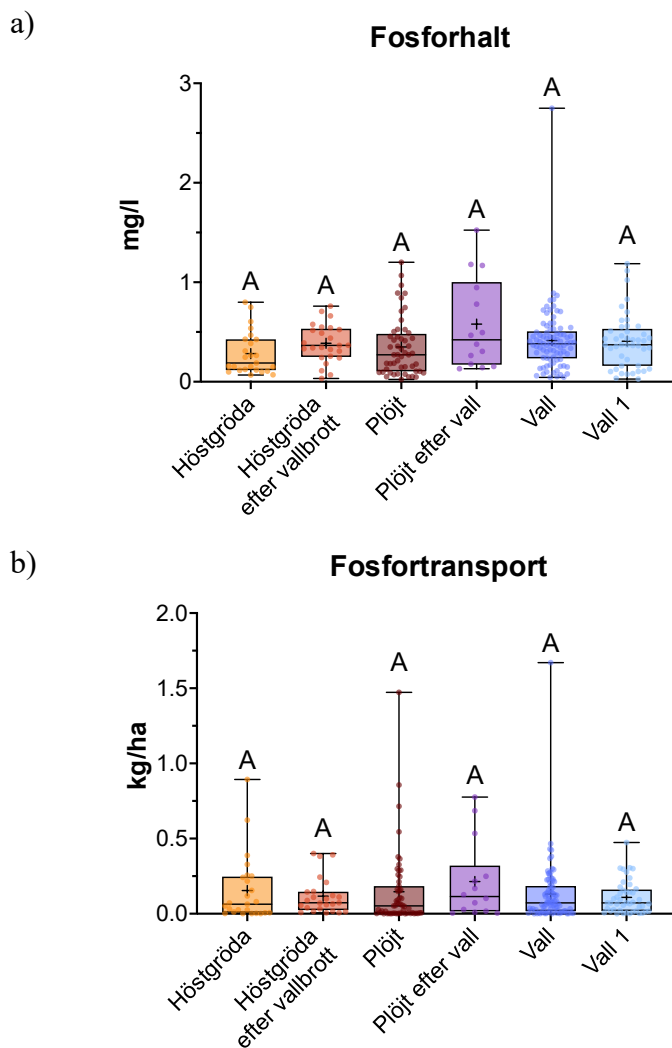 a)
Fosforhalt
mg/l
3
2
1
0
A
A
A
A
A
A
Höstgröda
Höstgröda
efter vallbrott
Plöjt
Plöjt efter vall
Vall
Vall 1
b)
Fosfortransport
kg/ha
2.0
1.5
1.0
0.5
0.0
A
A
A
A
A
A
Höstgröda
Höstgröda
efter vallbrott
Plöjt
Plöjt efter vall
Vall
Vall 1